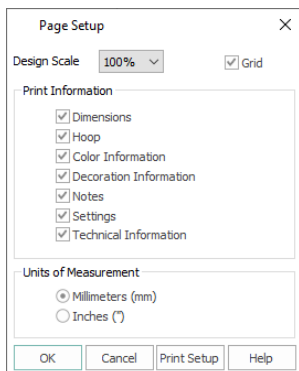 Page Setup
Design Scale 100% Grid
Print Information
Dimensions
Hoop
Color Information
Decoration Information
Notes
Settings
Technical Information
Units of Measurement
Millimeters (mm)
Inches (")
OK Cancel Print Setup Help